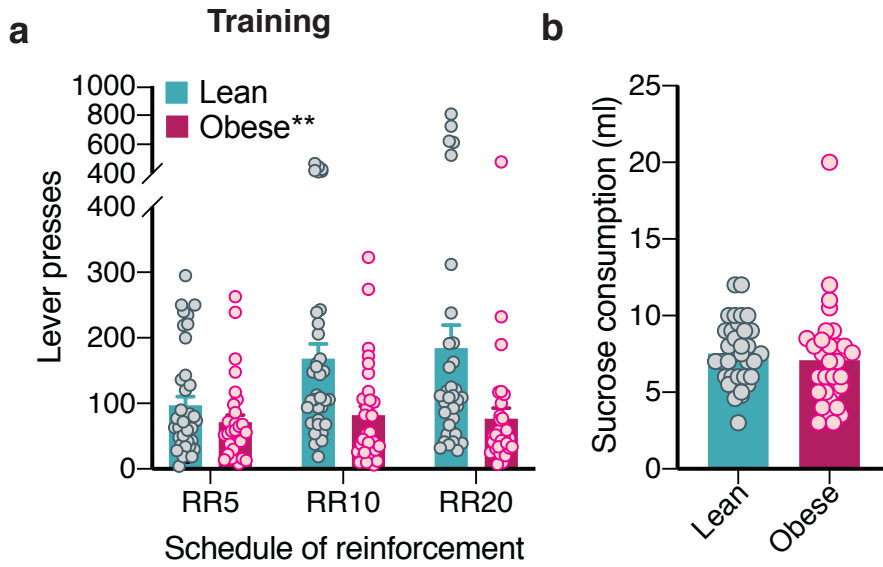 a
Training
Lean
Obese**
Lever presses
1000
800
600
400
400
300
200
100
0
RR5
RR10
RR20
Schedule of reinforcement
b
Sucrose consumption (ml)
25
20
15
10
5
0
Lean
Obese